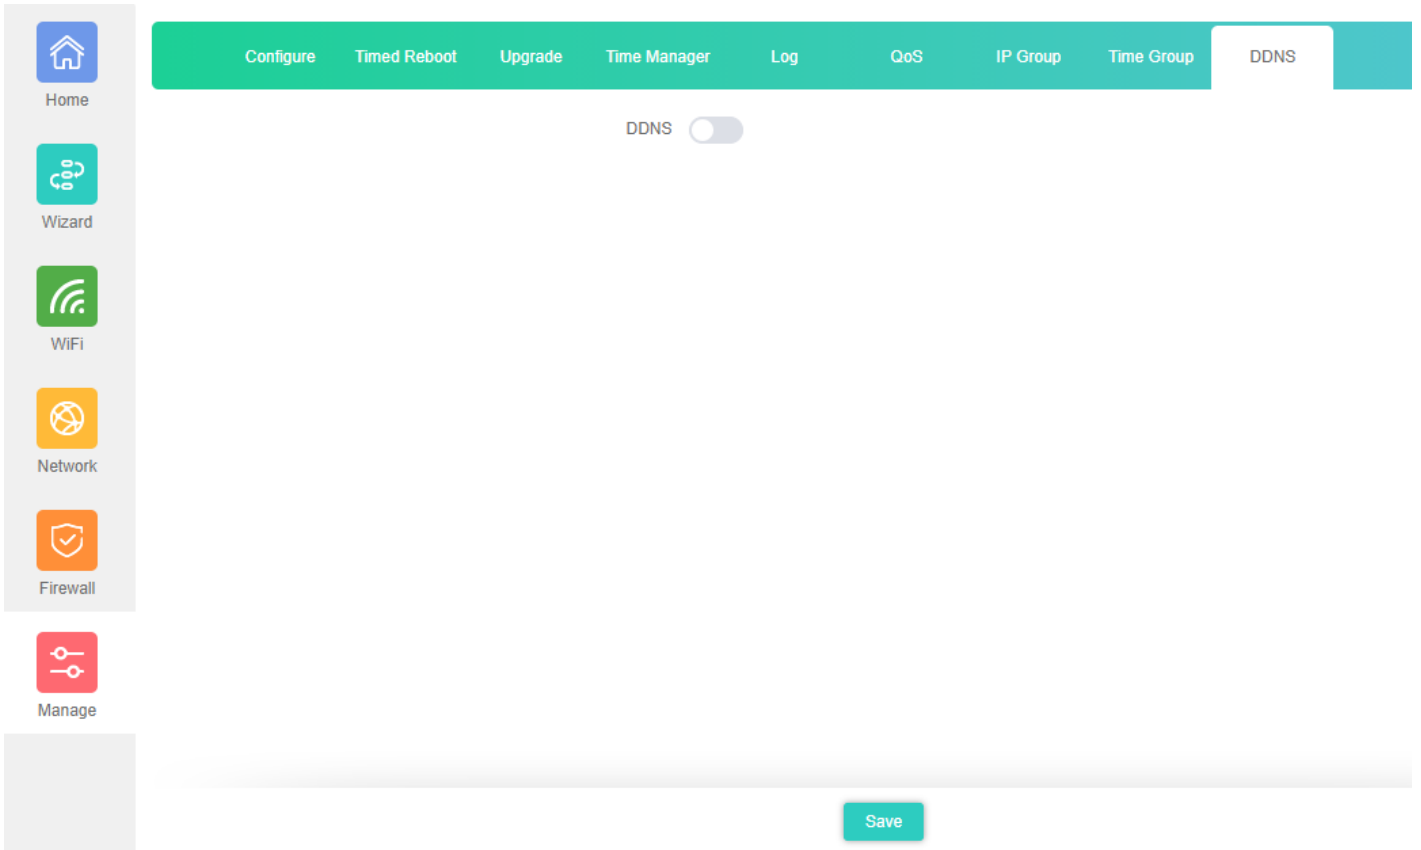 Home
Wizard
WiFi
Network
Firewall
Manage
Configure Timed Reboot Upgrade Time Manager Log QoS IP Group Time Group DDNS
DDNS
Save